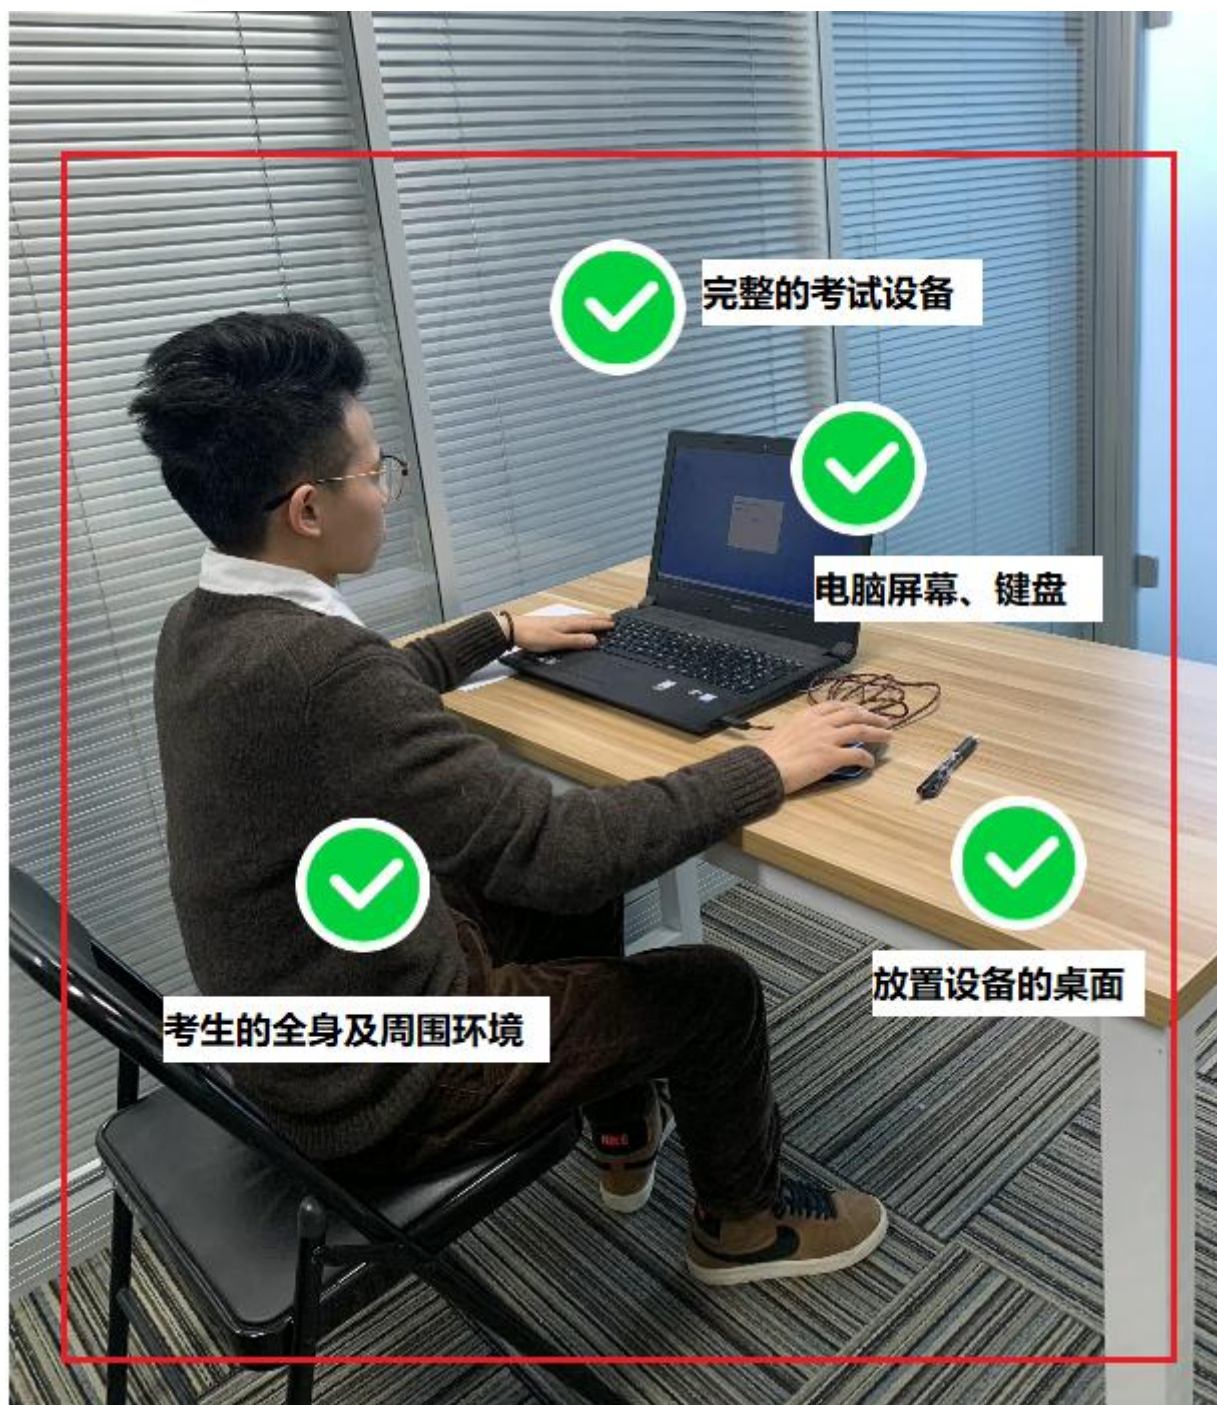 完整的考试设备
电脑屏幕、键盘
放置设备的桌面
考生的全身及周围环境